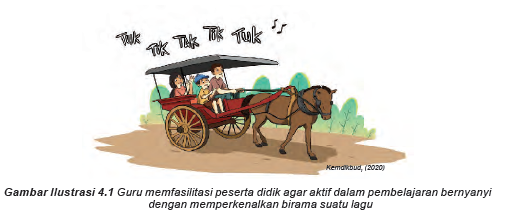 TUK TIK TAK TIK TUK
Kemdikbud, (2020)
Gambar Ilustrasi 4.1 Guru memfasilitasi peserta didik agar aktif dalam pembelajaran bernyanyi
dengan memperkenalkan birama suatu lagu